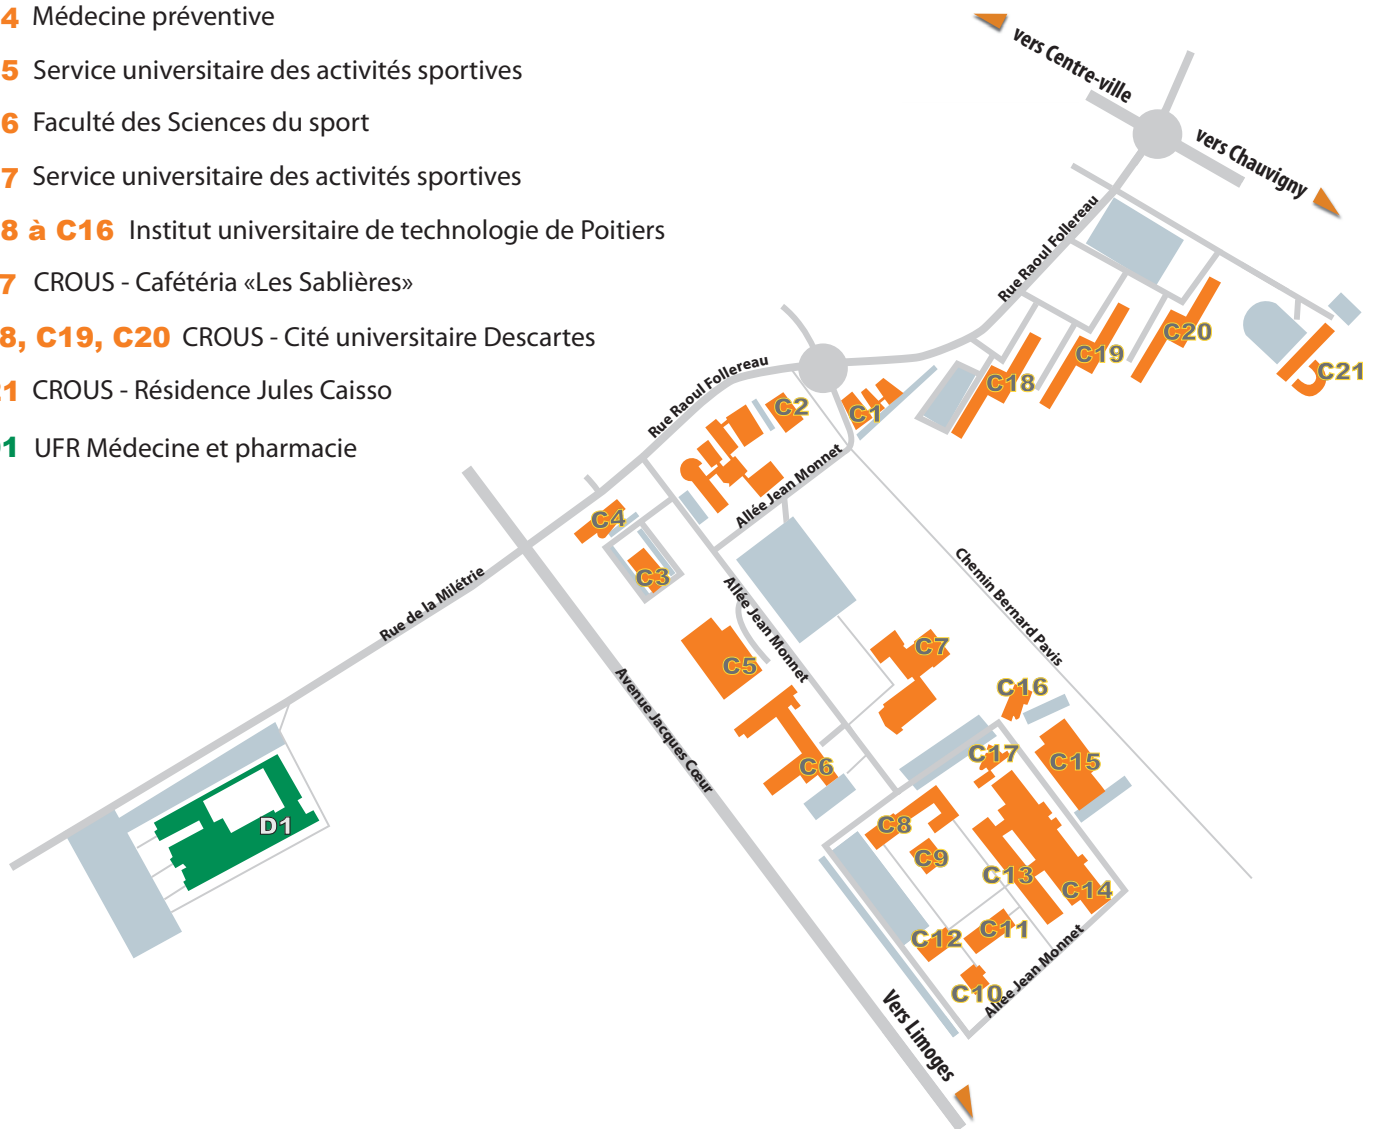 4 Médecine préventive
5 Service universitaire des activités sportives
6 Faculté des Sciences du sport
7 Service universitaire des activités sportives
8 à C16 Institut universitaire de technologie de Poitiers
7 CROUS - Cafétéria «Les Sablières»
8, C19, C20 CROUS - Cité universitaire Descartes
1 CROUS - Résidence Jules Caisso
1 UFR Médecine et pharmacie
vers Centre-ville
vers Chauvigny
Rue Raoul Follereau
C20
C19
C21
C18
Rue Raoul Follereau
C2
C1
Allée Jean Monnet
C4
C3
Rue de la Milétrie
Allée Jean Monnet
Chemin Bernard Pavis
C5
C7
Avenue Jacques Cœur
C16
C6
C17
C15
D1
C8
C9
C13
C14
C12
C11
C10
Allée Jean Monnet
Vers Limoges